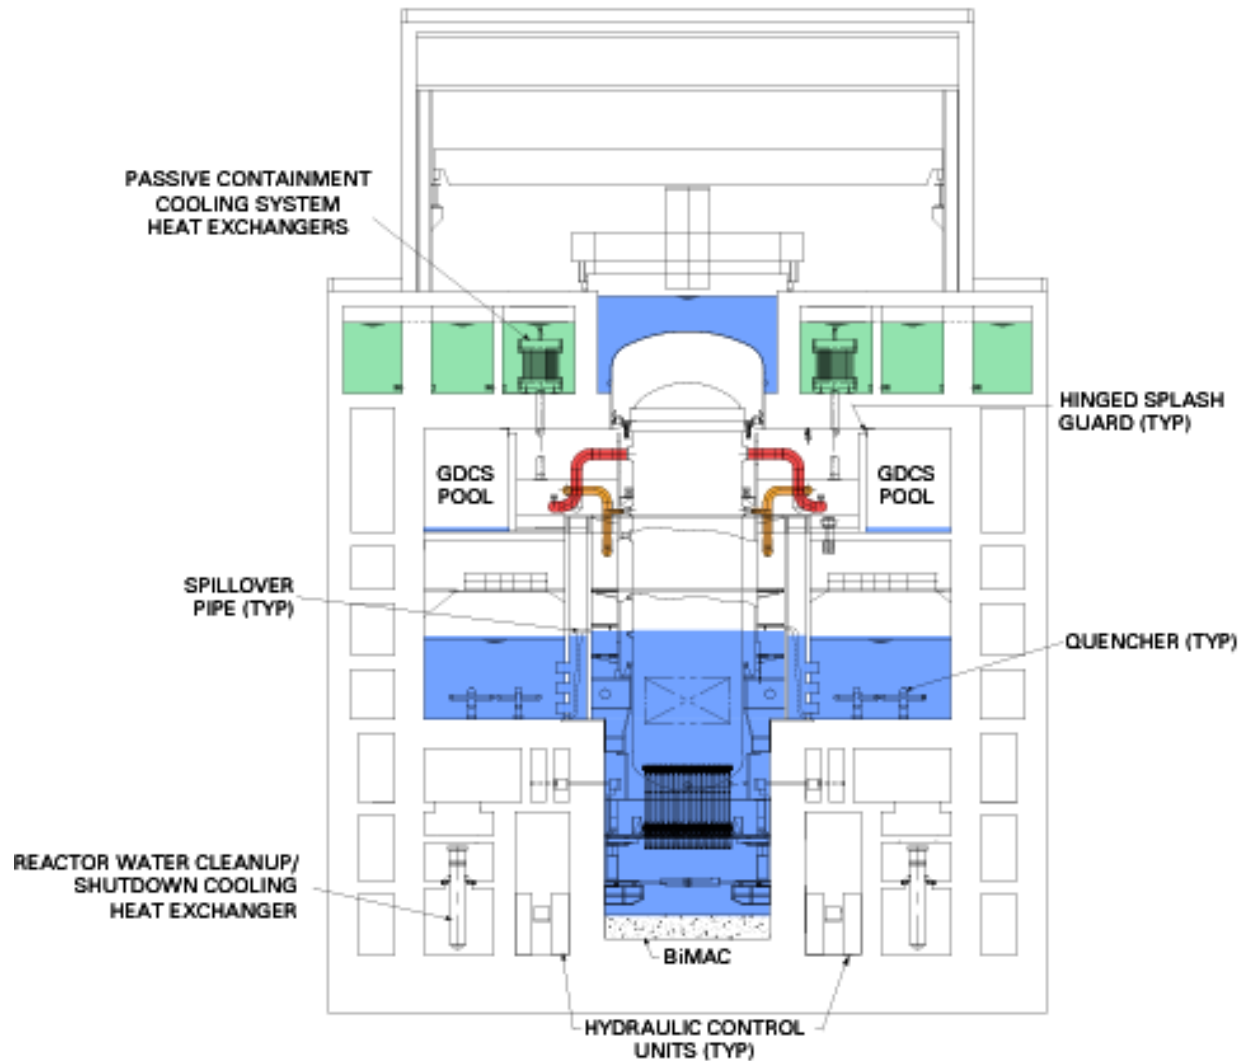 PASSIVE CONTAINMENT
COOLING SYSTEM
HEAT EXCHANGERS
HINGED SPLASH
GUARD (TYP)
GDCS
POOL
GDCS
POOL
SPILLOVER
PIPE (TYP)
QUENCHER (TYP)
REACTOR WATER CLEANUP/
SHUTDOWN COOLING
HEAT EXCHANGER
BiMAC
HYDRAULIC CONTROL
UNITS (TYP)